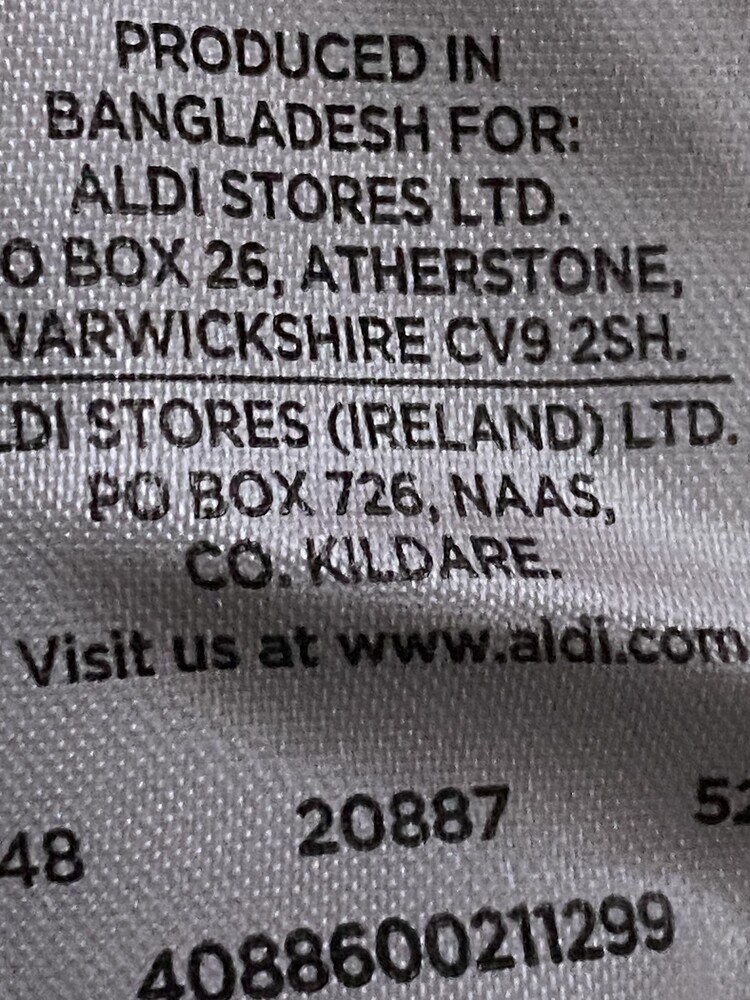 PRODUCED IN
BANGLADESH FOR:
ALDI STORES LTD.
O BOX 26, ATHERSTONE,
WARWICKSHIRE CV9 2SH.
LDI STORES (IRELAND) LTD.
PO BOX 726, NAAS,
CO. KILDARE.
Visit us at www.aldi.com
48 20887 52
4088600211299